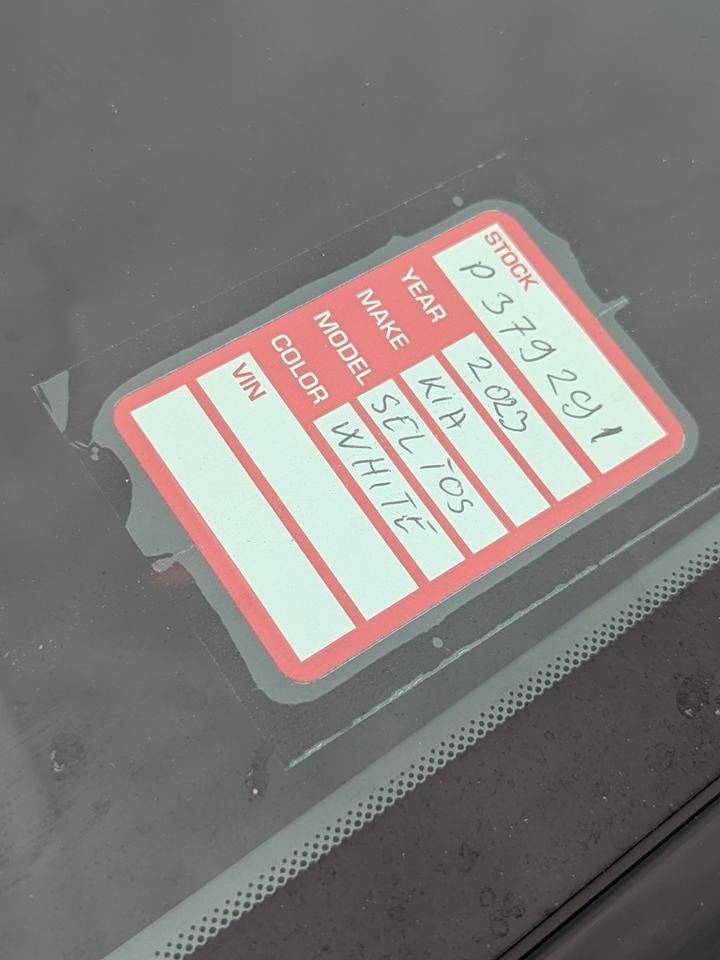 STOCK P379291
YEAR 2023
MAKE KIA
MODEL SELTOS
COLOR WHITE
VIN